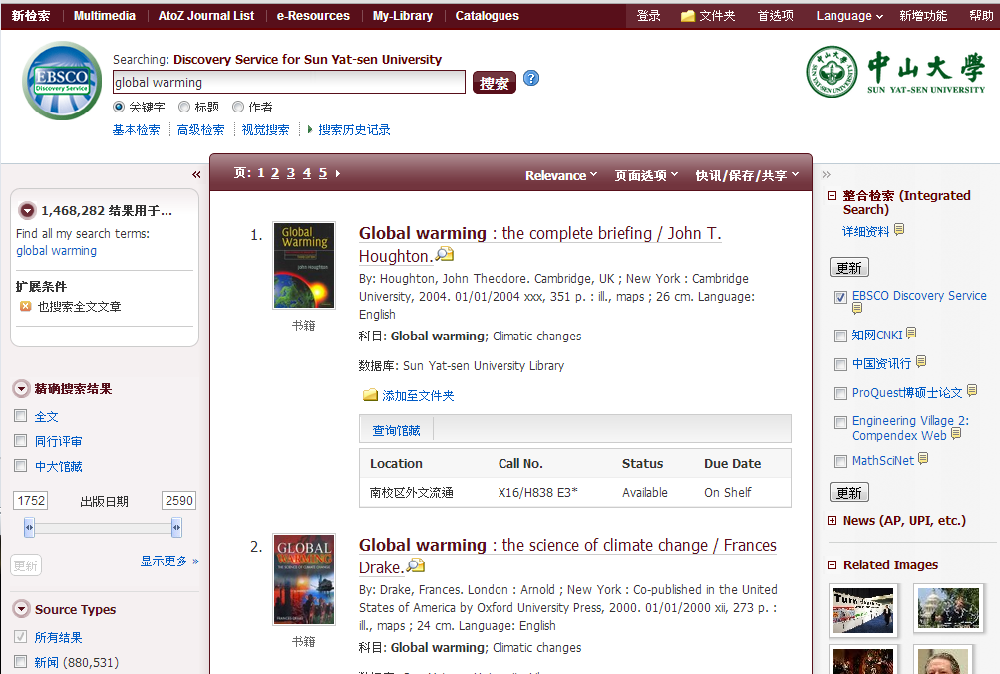 新检索 Multimedia AtoZ Journal List e-Resources My-Library Catalogues 登录 文件夹 首选项 Language 新增功能 帮助
EBSCO
Discovery Service
Searching: Discovery Service for Sun Yat-sen University
global warming 搜索 ?
关键字 标题 作者
基本检索 高级检索 视觉搜索 搜索历史记录
中山大學
SUN YAT-SEN UNIVERSITY
«
1,468,282 结果用于...
Find all my search terms:
global warming
扩展条件
也搜索全文文章
精确搜索结果
全文
同行评审
中大馆藏
1752 出版日期 2590
更新 显示更多 »
Source Types
所有结果
新闻 (880,531)
页: 1 2 3 4 5 Relevance 页面选项 快讯/保存/共享
1. Global warming : the complete briefing / John T.
Houghton.
Global
Warming
John Houghton
书籍
By: Houghton, John Theodore. Cambridge, UK ; New York : Cambridge
University, 2004. 01/01/2004 xxx, 351 p. : ill., maps ; 26 cm. Language:
English
科目: Global warming; Climatic changes
数据库: Sun Yat-sen University Library
添加至文件夹
查询馆藏
Location Call No. Status Due Date
南校区外文流通 X16/H838 E3* Available On Shelf
2. Global warming : the science of climate change / Frances
Drake.
GLOBAL
WARMING
书籍
By: Drake, Frances. London : Arnold ; New York : Co-published in the United
States of America by Oxford University Press, 2000. 01/01/2000 xii, 273 p. :
ill., maps ; 24 cm. Language: English
科目: Global warming; Climatic changes
»
整合检索 (Integrated
Search)
详细资料
更新
EBSCO Discovery Service
知网CNKI
中国资讯行
ProQuest博硕士论文
Engineering Village 2:
Compendex Web
MathSciNet
更新
News (AP, UPI, etc.)
Related Images